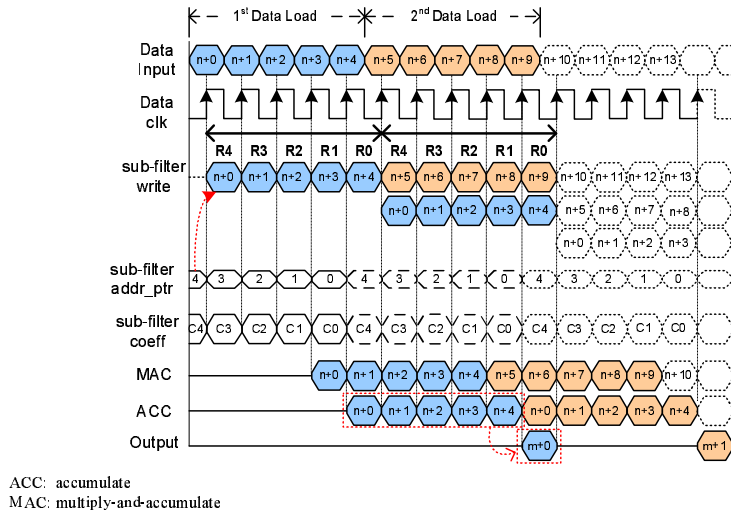 1st Data Load 2nd Data Load
Data Input n+0 n+1 n+2 n+3 n+4 n+5 n+6 n+7 n+8 n+9 n+10 n+11 n+12 n+13
Data clk
R4 R3 R2 R1 R0 R4 R3 R2 R1 R0
sub-filter write n+0 n+1 n+2 n+3 n+4 n+5 n+6 n+7 n+8 n+9 n+10 n+11 n+12 n+13
n+0 n+1 n+2 n+3 n+4 n+5 n+6 n+7 n+8
n+0 n+1 n+2 n+3
sub-filter addr_ptr 4 3 2 1 0 4 3 2 1 0 4 3 2 1 0
sub-filter coeff C4 C3 C2 C1 C0 C4 C3 C2 C1 C0 C4 C3 C2 C1 C0
MAC n+0 n+1 n+2 n+3 n+4 n+5 n+6 n+7 n+8 n+9 n+10
ACC n+0 n+1 n+2 n+3 n+4 n+0 n+1 n+2 n+3 n+4
Output m+0 m+1
ACC: accumulate
MAC: multiply-and-accumulate